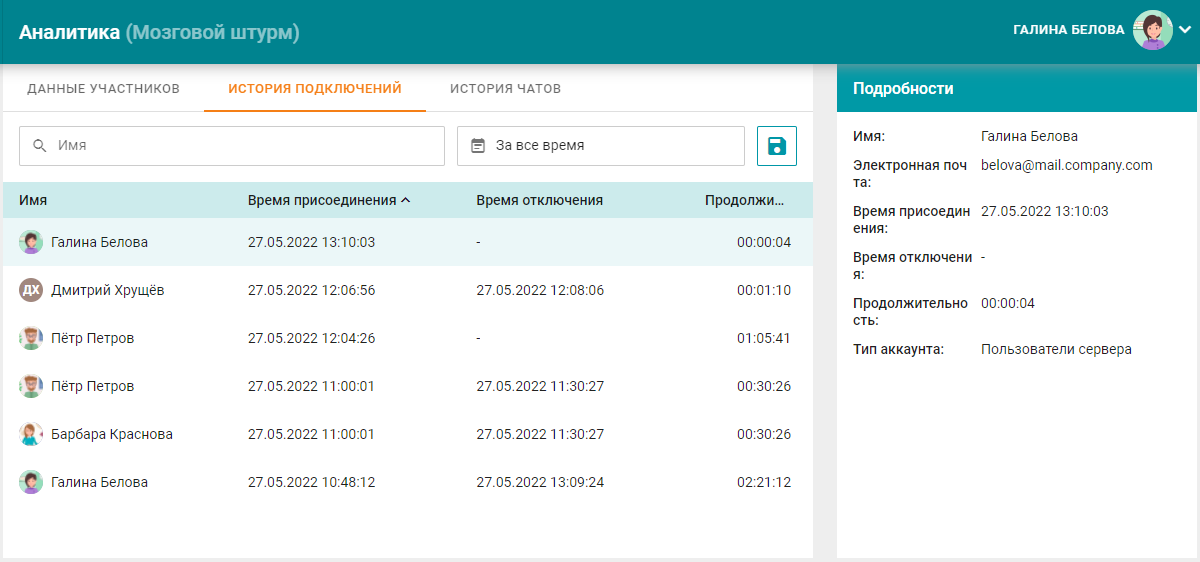 Аналитика (Мозговой штурм)
ГАЛИНА БЕЛОВА
ДАННЫЕ УЧАСТНИКОВ ИСТОРИЯ ПОДКЛЮЧЕНИЙ ИСТОРИЯ ЧАТОВ
Имя За все время
Имя Время присоединения Время отключения Продолжи...
Галина Белова 27.05.2022 13:10:03 - 00:00:04
ДХ Дмитрий Хрущёв 27.05.2022 12:06:56 27.05.2022 12:08:06 00:01:10
Пётр Петров 27.05.2022 12:04:26 - 01:05:41
Пётр Петров 27.05.2022 11:00:01 27.05.2022 11:30:27 00:30:26
Барбара Краснова 27.05.2022 11:00:01 27.05.2022 11:30:27 00:30:26
Галина Белова 27.05.2022 10:48:12 27.05.2022 13:09:24 02:21:12
Подробности
Имя: Галина Белова
Электронная поч belova@mail.company.com
та:
Время присоедин 27.05.2022 13:10:03
ения:
Время отключени -
я:
Продолжительно 00:00:04
сть:
Тип аккаунта: Пользователи сервера